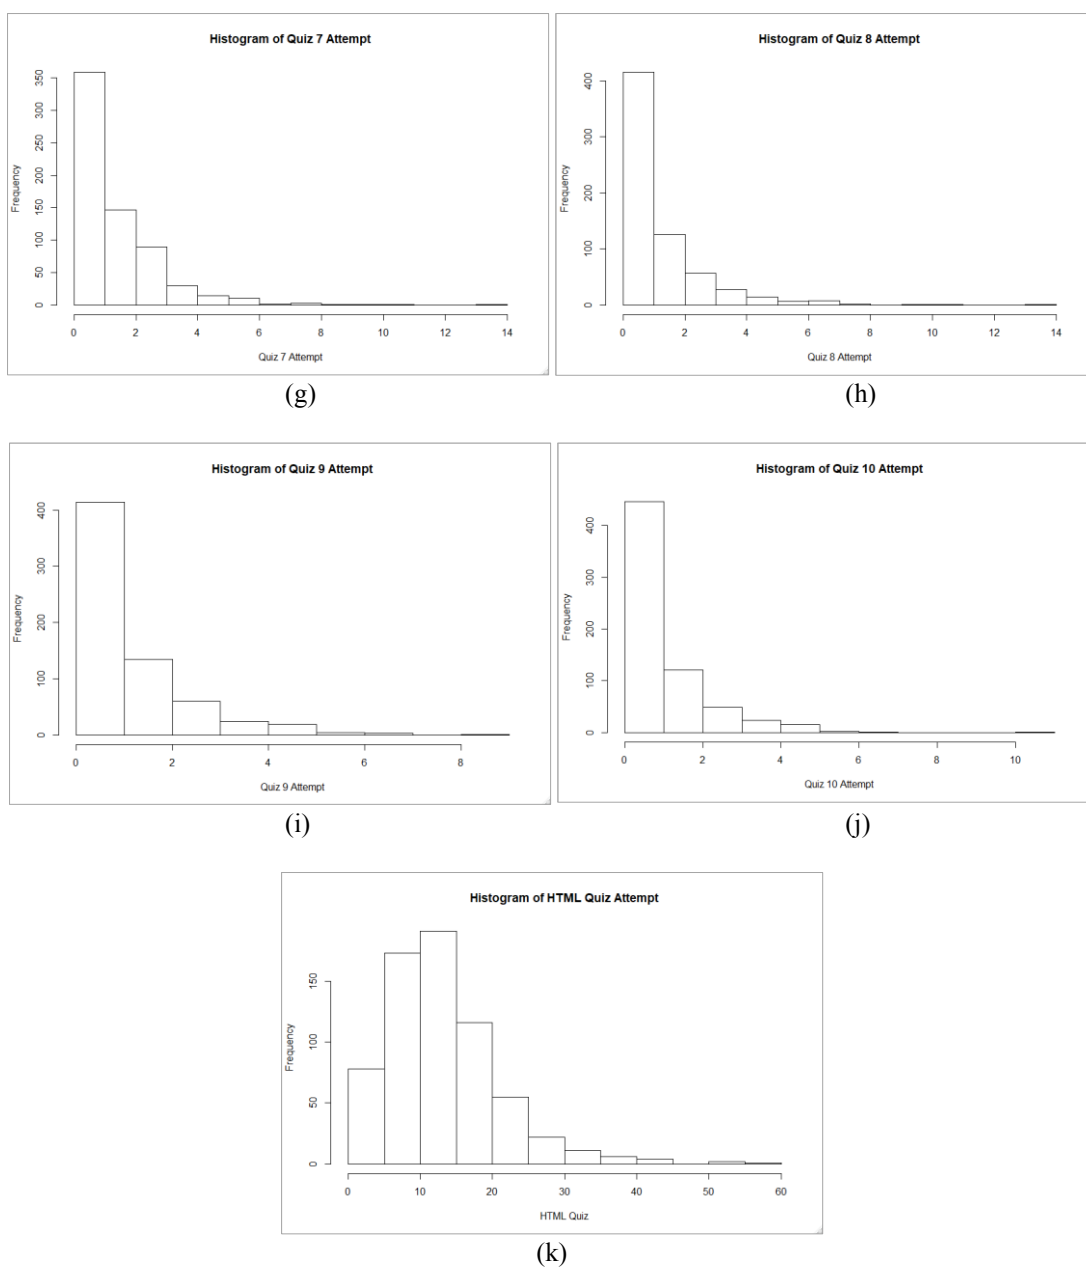 Histogram of Quiz 7 Attempt
Frequency
0 50 100 150 200 250 300 350
0 2 4 6 8 10 12 14
Quiz 7 Attempt
(g)
Histogram of Quiz 8 Attempt
Frequency
0 100 200 300 400
0 2 4 6 8 10 12 14
Quiz 8 Attempt
(h)
Histogram of Quiz 9 Attempt
Frequency
0 100 200 300 400
0 2 4 6 8
Quiz 9 Attempt
(i)
Histogram of Quiz 10 Attempt
Frequency
0 100 200 300 400
0 2 4 6 8 10
Quiz 10 Attempt
(j)
Histogram of HTML Quiz Attempt
Frequency
0 50 100 150
0 10 20 30 40 50 60
HTML Quiz
(k)